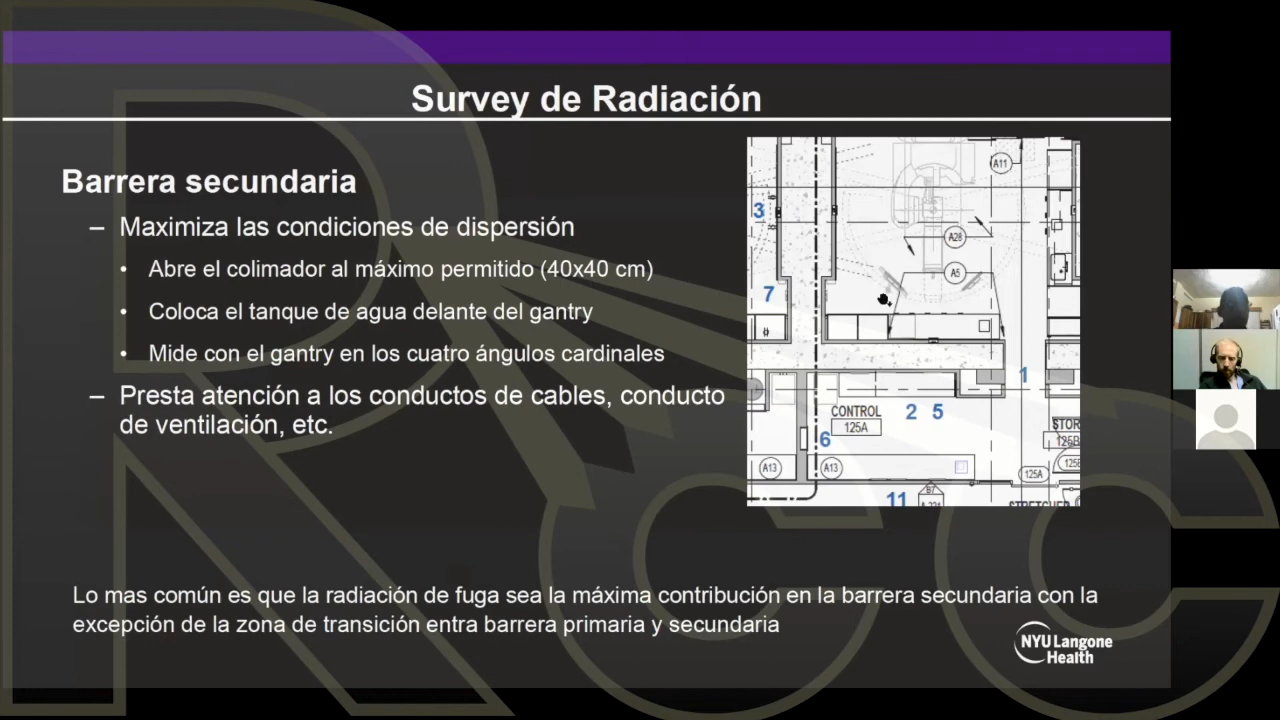 Survey de Radiación
Barrera secundaria
– Maximiza las condiciones de dispersión
• Abre el colimador al máximo permitido (40x40 cm)
• Coloca el tanque de agua delante del gantry
• Mide con el gantry en los cuatro ángulos cardinales
– Presta atención a los conductos de cables, conducto
de ventilación, etc.
A11
3
A28
A5
7
1
CONTROL
125A
2 5
6
STOR
125B
A13
A13
125A
11
B7
STRETCHER
Lo mas común es que la radiación de fuga sea la máxima contribución en la barrera secundaria con la
excepción de la zona de transición entra barrera primaria y secundaria
NYU Langone
Health
RCC